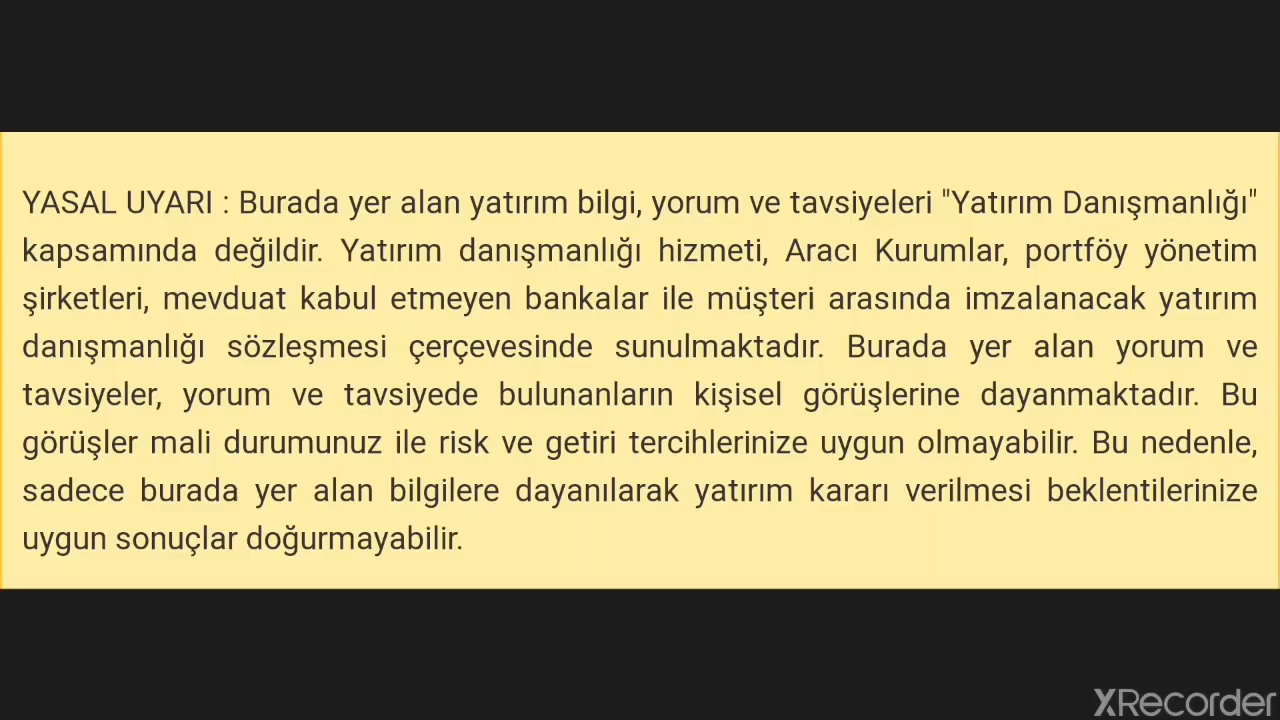 YASAL UYARI : Burada yer alan yatırım bilgi, yorum ve tavsiyeleri "Yatırım Danışmanlığı"
kapsamında değildir. Yatırım danışmanlığı hizmeti, Aracı Kurumlar, portföy yönetim
şirketleri, mevduat kabul etmeyen bankalar ile müşteri arasında imzalanacak yatırım
danışmanlığı sözleşmesi çerçevesinde sunulmaktadır. Burada yer alan yorum ve
tavsiyeler, yorum ve tavsiyede bulunanların kişisel görüşlerine dayanmaktadır. Bu
görüşler mali durumunuz ile risk ve getiri tercihlerinize uygun olmayabilir. Bu nedenle,
sadece burada yer alan bilgilere dayanılarak yatırım kararı verilmesi beklentilerinize
uygun sonuçlar doğurmayabilir.
XRecorder